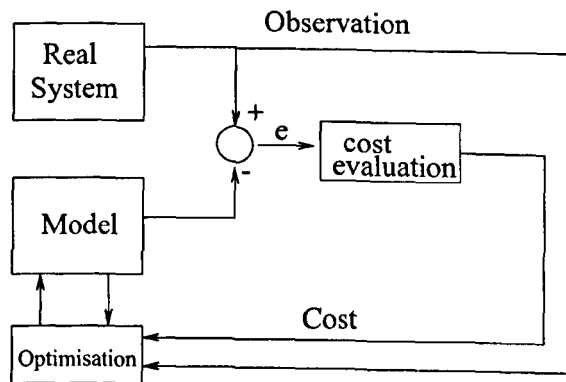 Observation
Real
System
+
e
cost
evaluation
-
Model
Cost
Optimisation